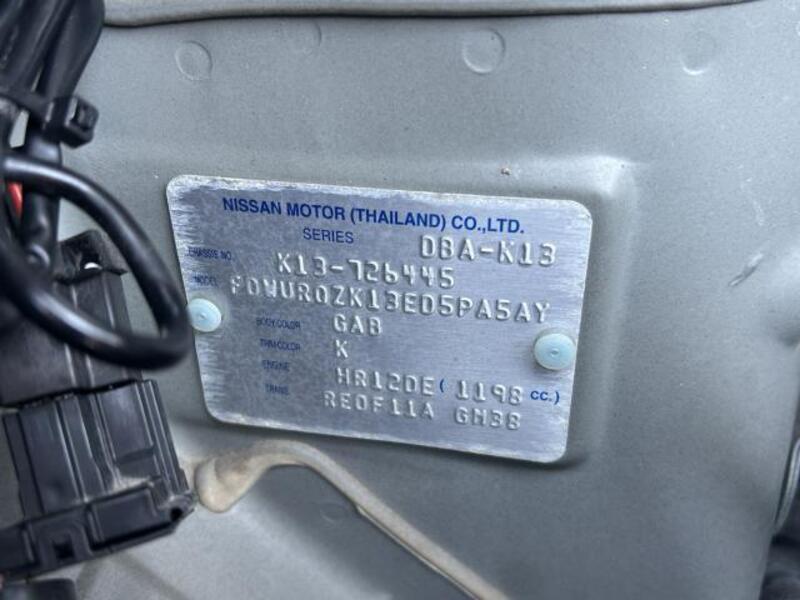 NISSAN MOTOR (THAILAND) CO.,LTD.
SERIES DBA-K13
CHASSIS NO. K13-726445
MODEL FDWUR0ZK13ED5PA5AY
BODY.COLOR GAB
TRIM.COLOR K
ENGINE HR12DE ( 1198 CC. )
TRANS. RE0F11A GM38